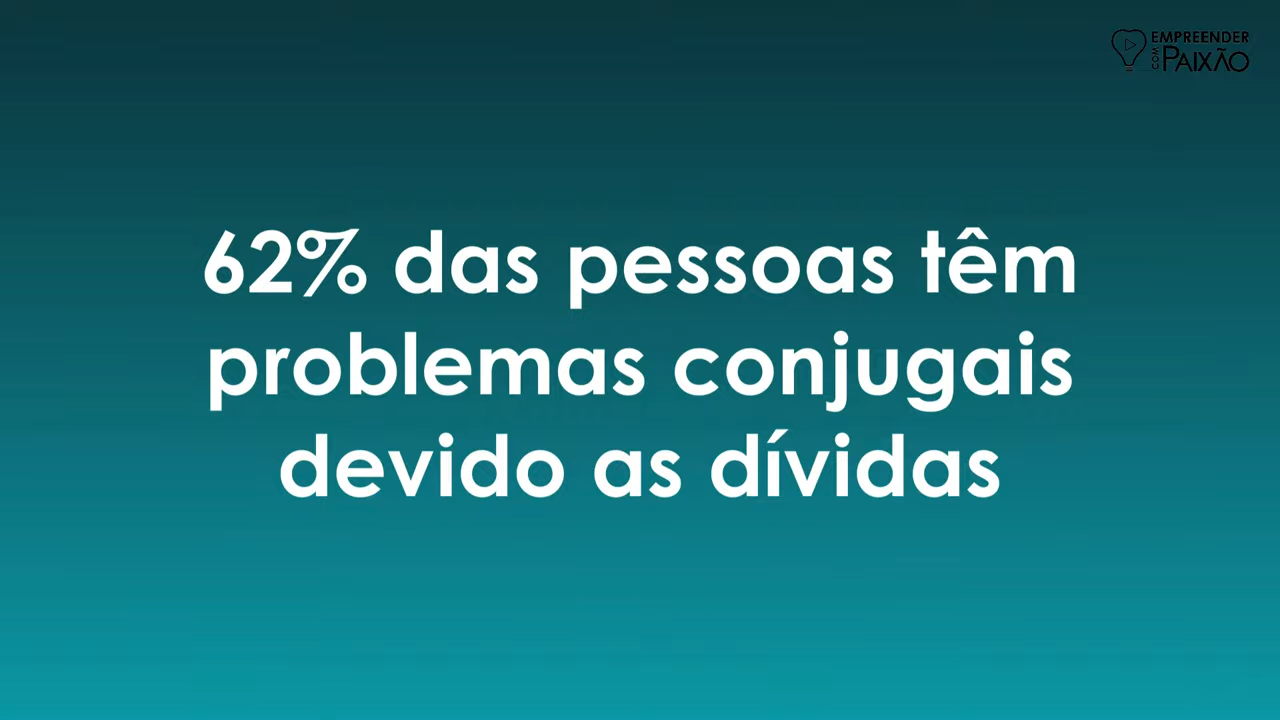 EMPREENDER
COM PAIXÃO
62% das pessoas têm
problemas conjugais
devido as dívidas